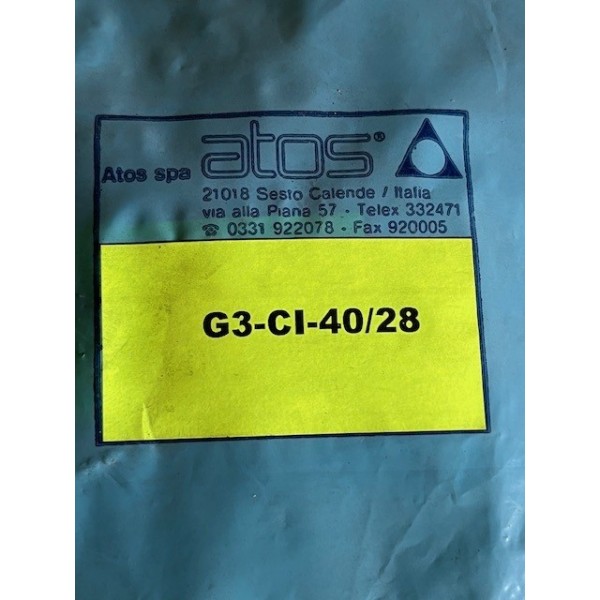 Atos spa atos®
21018 Sesto Calende / Italia
via alla Piana 57 - Telex 332471
☎ 0331 922078 - Fax 920005
G3-CI-40/28